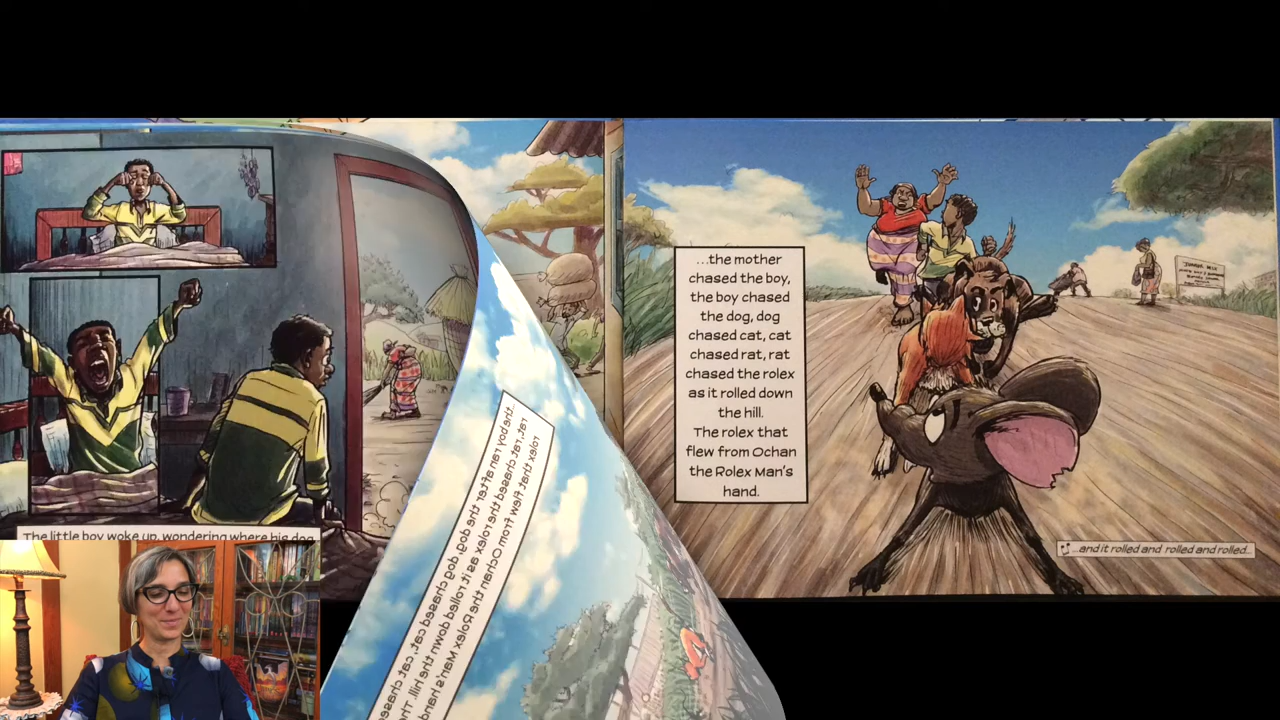 The little boy woke up, wondering where his dog
...the boy ran after the dog, dog chased cat, cat chased
rat, rat chased the rolex as it rolled down the hill. The
rolex that flew from Ochan the Rolex Man's hand
...the mother
chased the boy,
the boy chased
the dog, dog
chased cat, cat
chased rat, rat
chased the rolex
as it rolled down
the hill.
The rolex that
flew from Ochan
the Rolex Man's
hand.
...and it rolled and rolled and rolled...